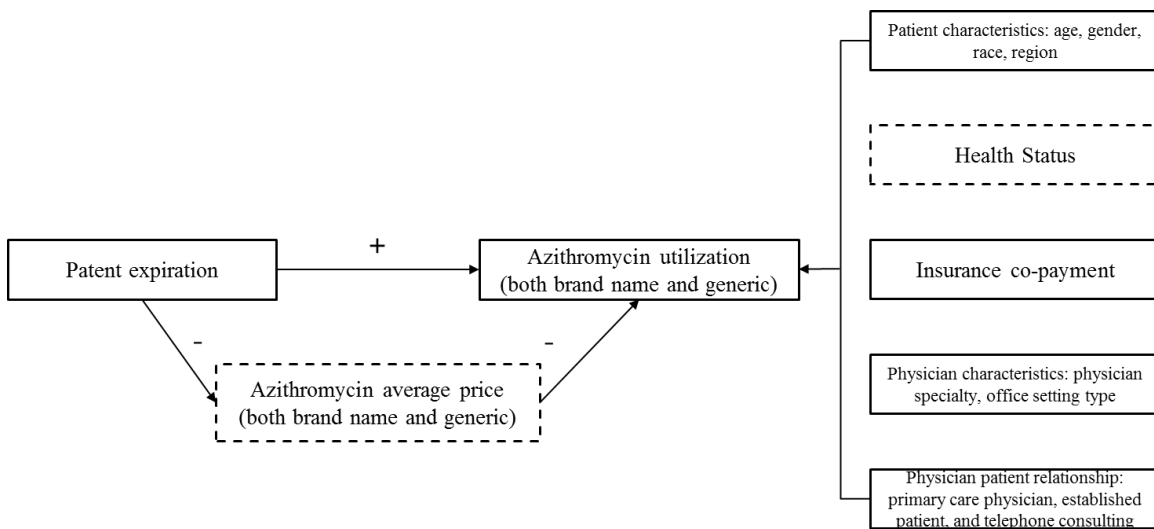 Patient characteristics: age, gender,
race, region
Health Status
+
Patent expiration
Azithromycin utilization
(both brand name and generic)
Insurance co-payment
-
-
Azithromycin average price
(both brand name and generic)
Physician characteristics: physician
specialty, office setting type
Physician patient relationship:
primary care physician, established
patient, and telephone consulting